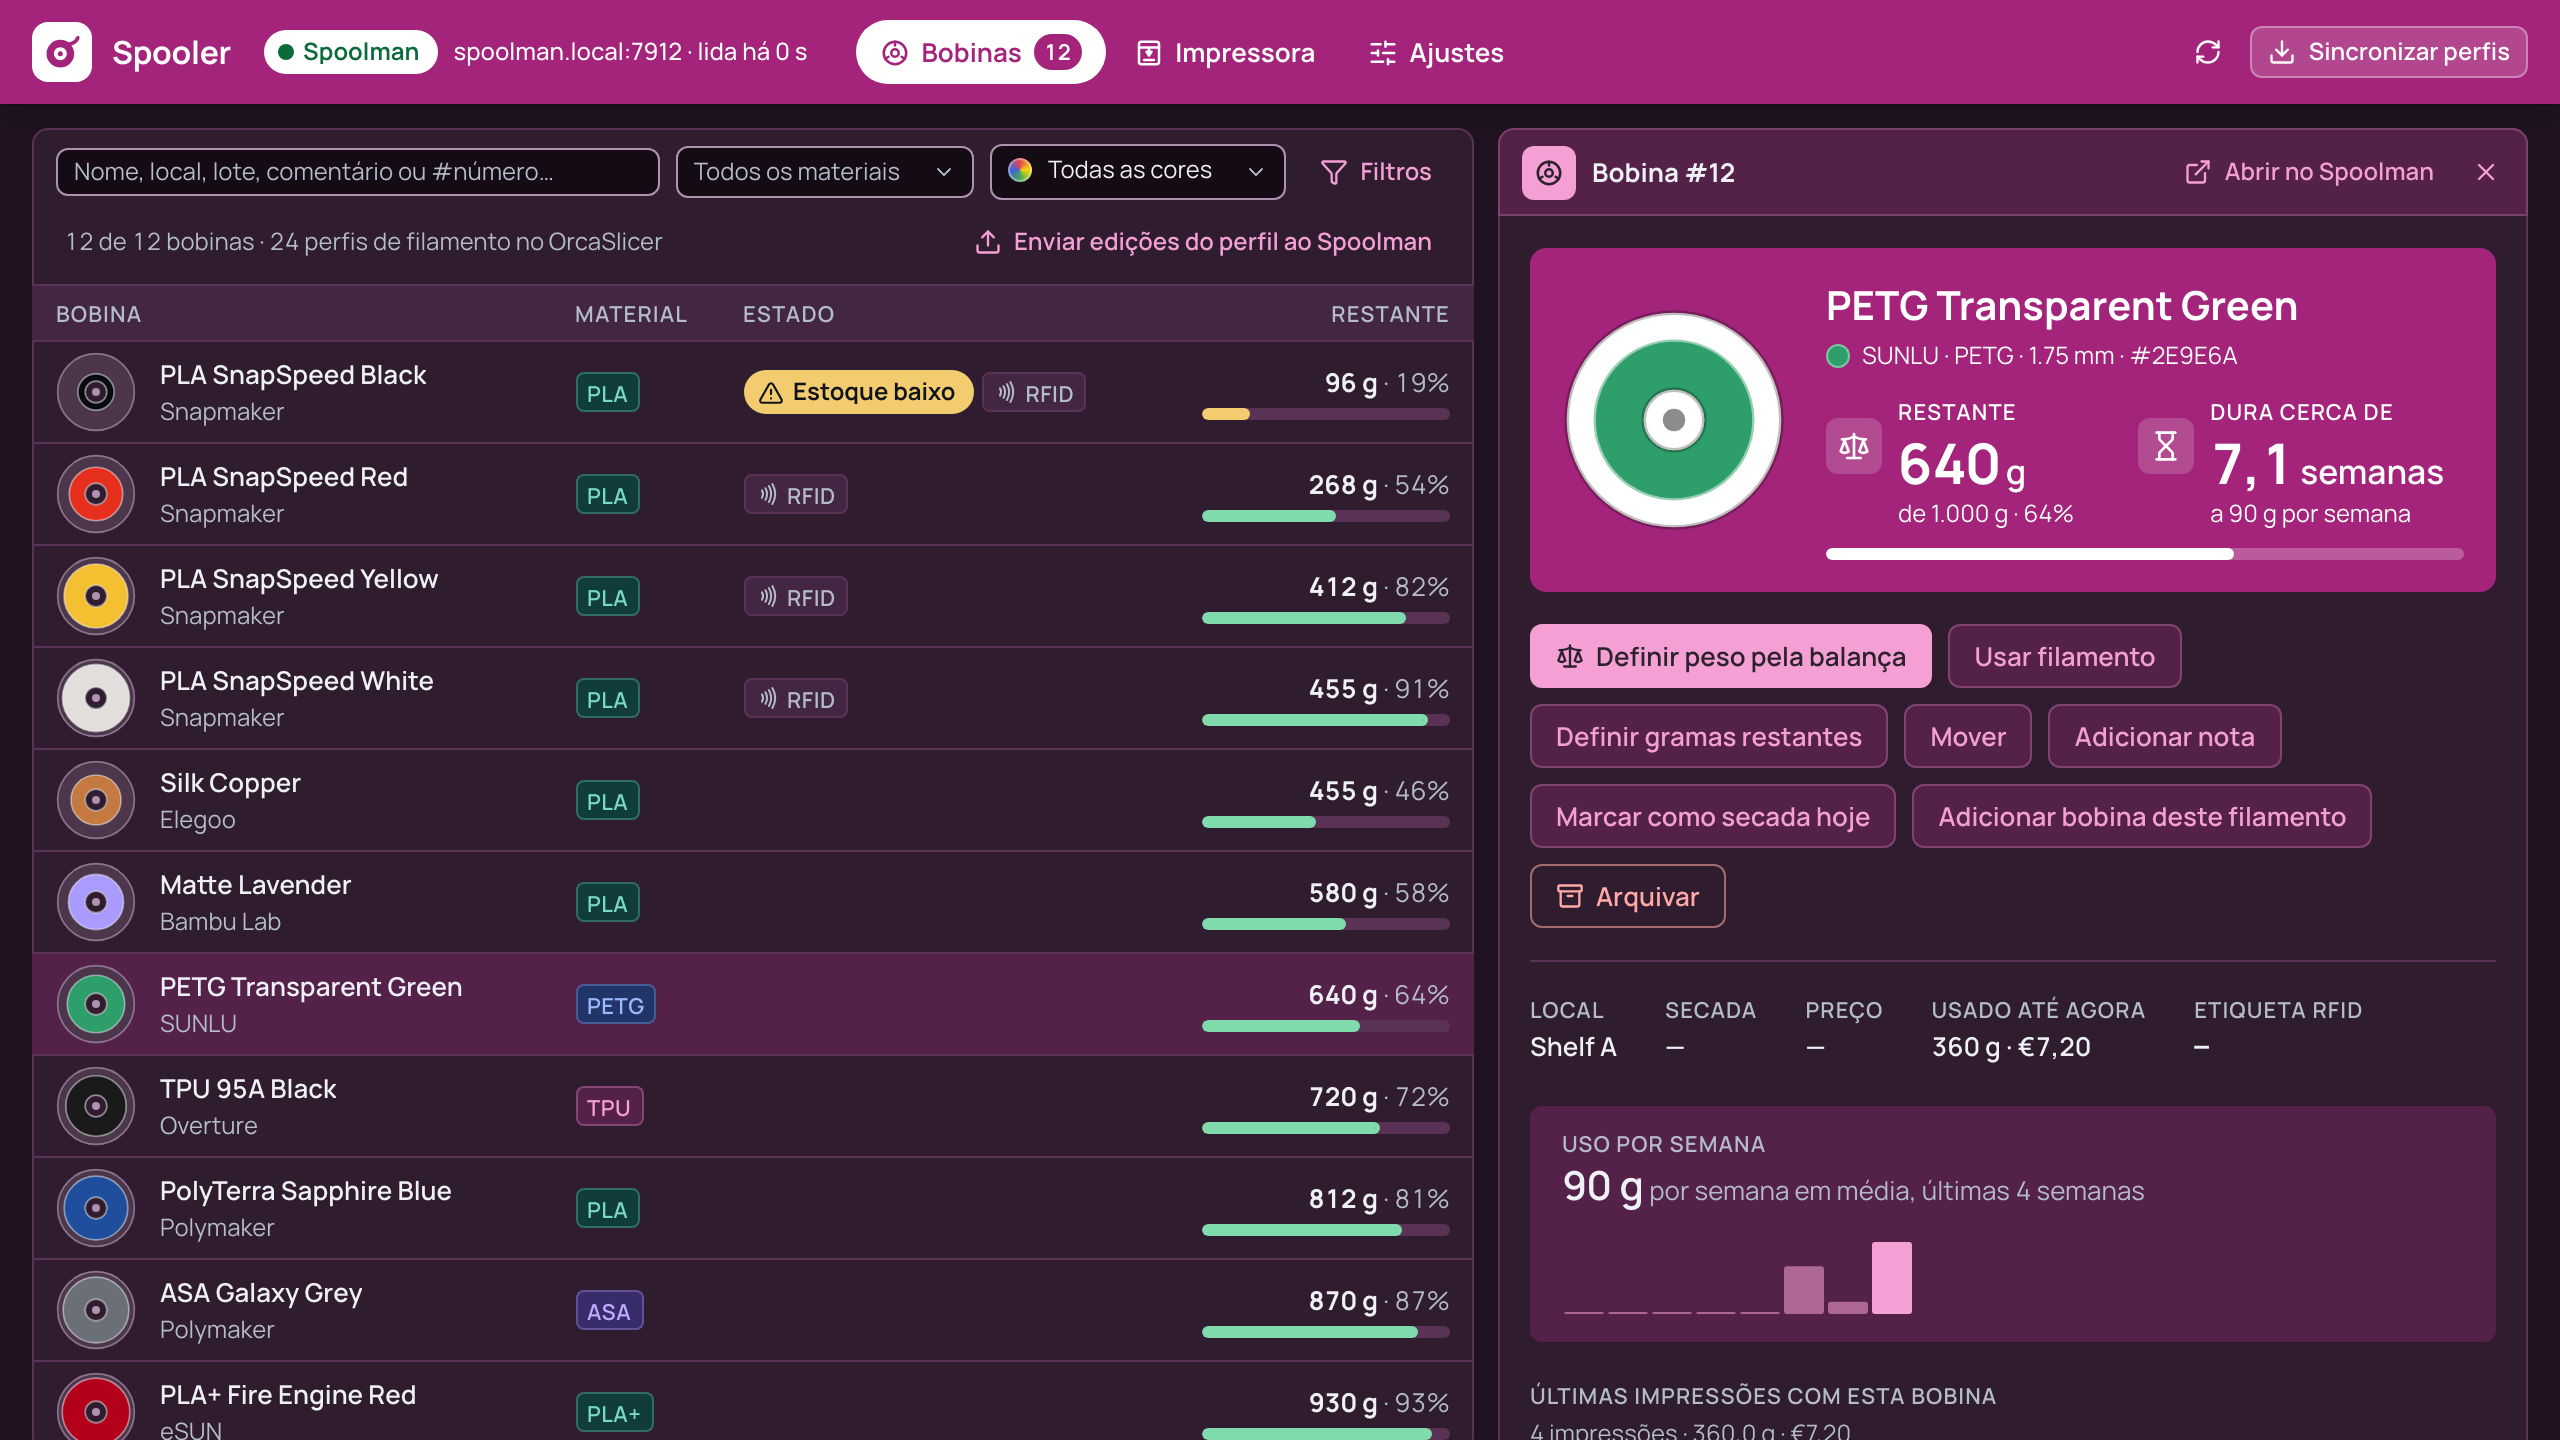 Spooler
Spoolman
spoolman.local:7912 · lida há 0 s
Bobinas 12
Impressora
Ajustes
Sincronizar perfis
Nome, local, lote, comentário ou #número...
Todos os materiais
Todas as cores
Filtros
12 de 12 bobinas · 24 perfis de filamento no OrcaSlicer
Enviar edições do perfil ao Spoolman
BOBINA MATERIAL ESTADO RESTANTE
PLA SnapSpeed Black
Snapmaker
PLA
Estoque baixo
RFID
96 g · 19%
PLA SnapSpeed Red
Snapmaker
PLA
RFID
268 g · 54%
PLA SnapSpeed Yellow
Snapmaker
PLA
RFID
412 g · 82%
PLA SnapSpeed White
Snapmaker
PLA
RFID
455 g · 91%
Silk Copper
Elegoo
PLA
455 g · 46%
Matte Lavender
Bambu Lab
PLA
580 g · 58%
PETG Transparent Green
SUNLU
PETG
640 g · 64%
TPU 95A Black
Overture
TPU
720 g · 72%
PolyTerra Sapphire Blue
Polymaker
PLA
812 g · 81%
ASA Galaxy Grey
Polymaker
ASA
870 g · 87%
PLA+ Fire Engine Red
eSUN
PLA+
930 g · 93%
Bobina #12
Abrir no Spoolman
PETG Transparent Green
SUNLU · PETG · 1.75 mm · #2E9E6A
RESTANTE
640 g
de 1.000 g · 64%
DURA CERCA DE
7,1 semanas
a 90 g por semana
Definir peso pela balança
Usar filamento
Definir gramas restantes
Mover
Adicionar nota
Marcar como secada hoje
Adicionar bobina deste filamento
Arquivar
LOCAL
Shelf A
SECADA
—
PREÇO
—
USADO ATÉ AGORA
360 g · €7,20
ETIQUETA RFID
—
USO POR SEMANA
90 g por semana em média, últimas 4 semanas
ÚLTIMAS IMPRESSÕES COM ESTA BOBINA
4 impressões · 360,0 g · €7,20